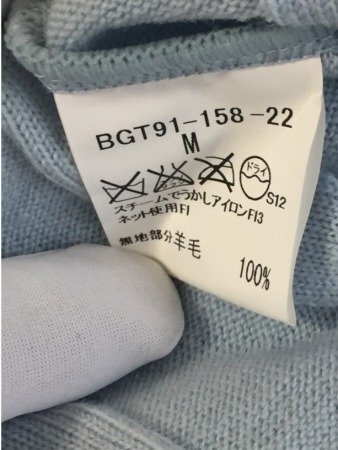 BGT91-158-22
M
ドライ
S12
スチームでうかしアイロンF13
ネット使用F1
編地部分羊毛
100%